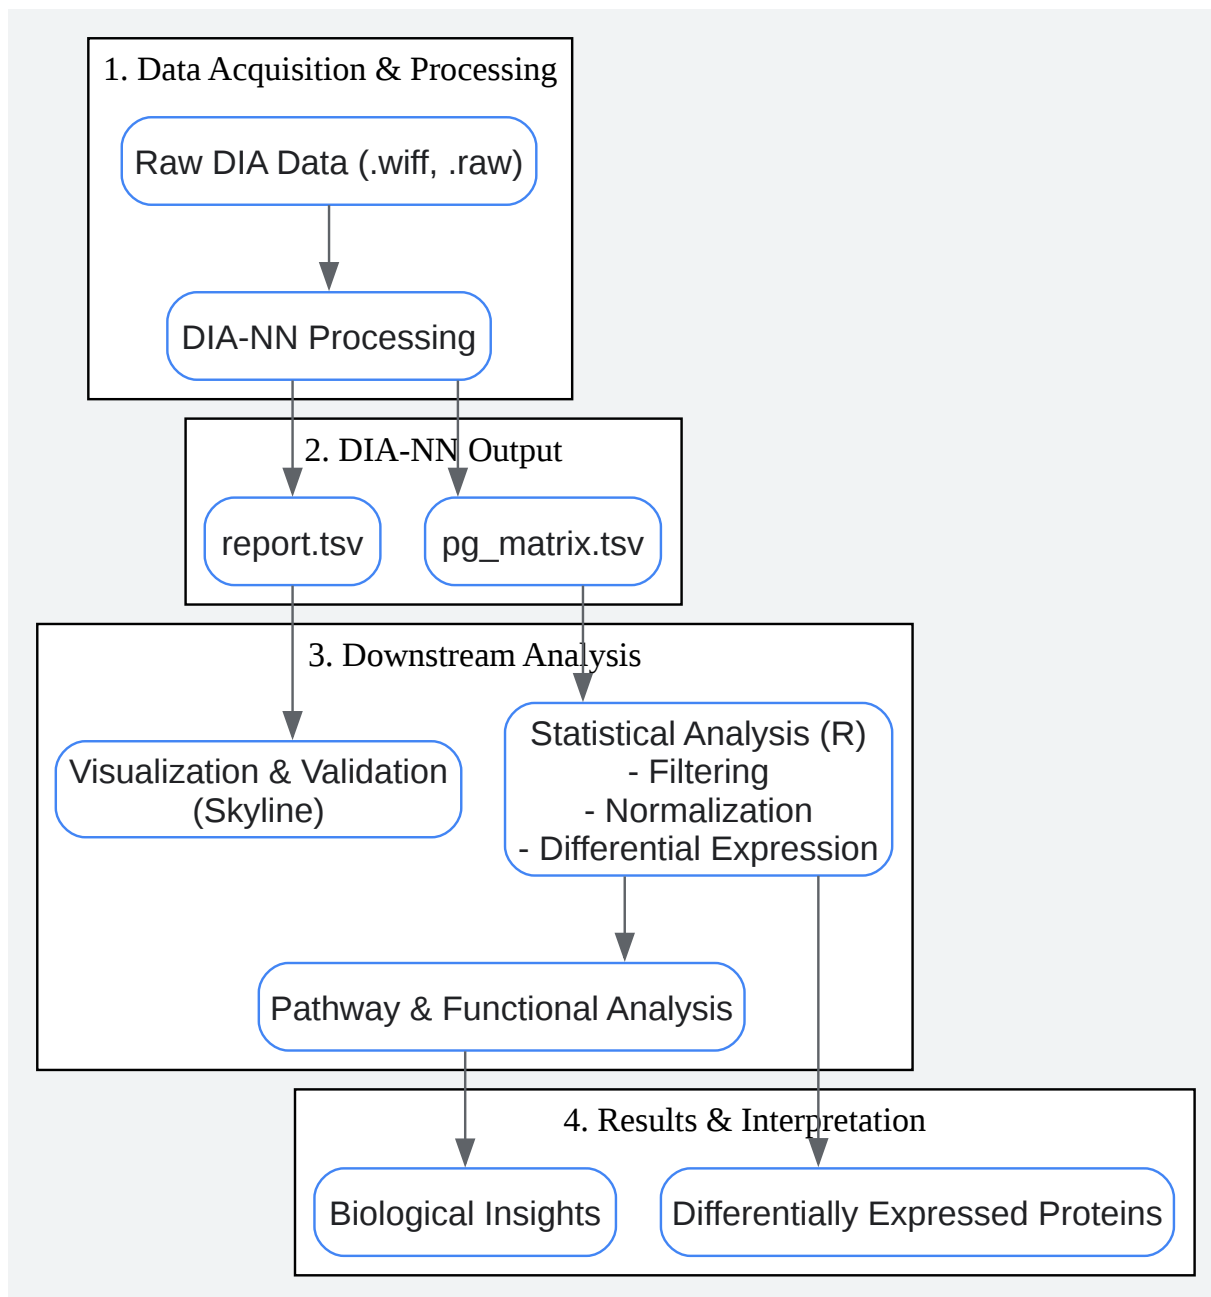 1. Data Acquisition & Processing
Raw DIA Data (.wiff, .raw)
DIA-NN Processing
2. DIA-NN Output
report.tsv
pg_matrix.tsv
3. Downstream Analysis
Visualization & Validation
(Skyline)
Statistical Analysis (R)
- Filtering
- Normalization
- Differential Expression
Pathway & Functional Analysis
4. Results & Interpretation
Biological Insights
Differentially Expressed Proteins